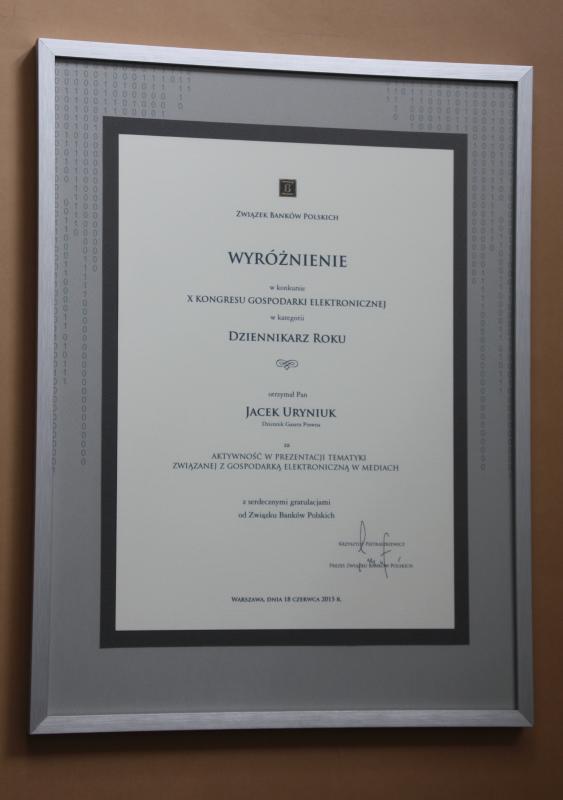 Związek Banków Polskich
WYRÓŻNIENIE
w konkursie
X KONGRESU GOSPODARKI ELEKTRONICZNEJ
w kategorii
Dziennikarz Roku
otrzymał Pan
Jacek Uryniuk
Dziennik Gazeta Prawna
za
AKTYWNOŚĆ W PREZENTACJI TEMATYKI
ZWIĄZANEJ Z GOSPODARKĄ ELEKTRONICZNĄ W MEDIACH
z serdecznymi gratulacjami
od Związku Banków Polskich
Krzysztof Pietraszkiewicz
Prezes Związku Banków Polskich
Warszawa, dnia 18 czerwca 2015 r.